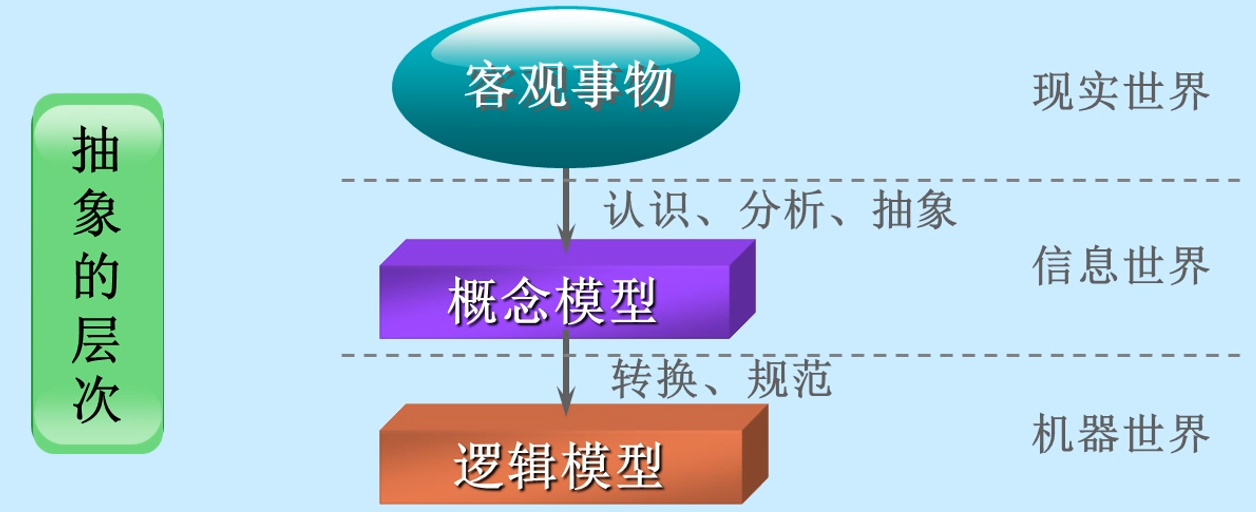 抽象的层次
客观事物
现实世界
认识、分析、抽象
概念模型
信息世界
转换、规范
逻辑模型
机器世界